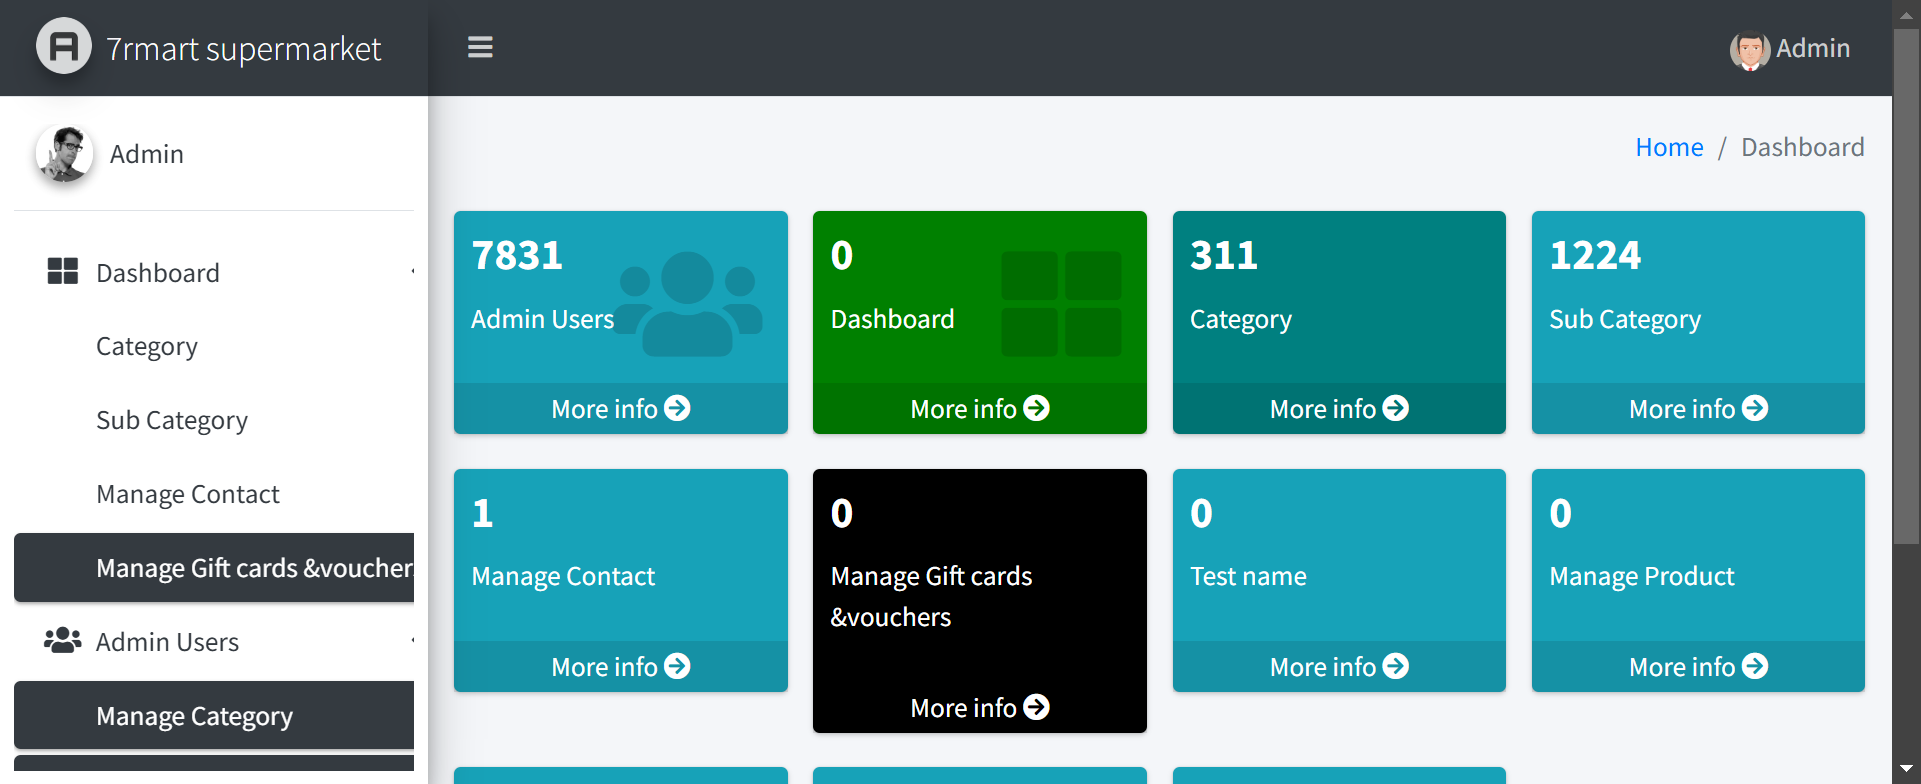 7rmart supermarket
Admin
Admin
Home / Dashboard
Dashboard
Category
Sub Category
Manage Contact
Manage Gift cards &voucher
Admin Users
Manage Category
7831
Admin Users
More info
0
Dashboard
More info
311
Category
More info
1224
Sub Category
More info
1
Manage Contact
More info
0
Manage Gift cards
&vouchers
More info
0
Test name
More info
0
Manage Product
More info